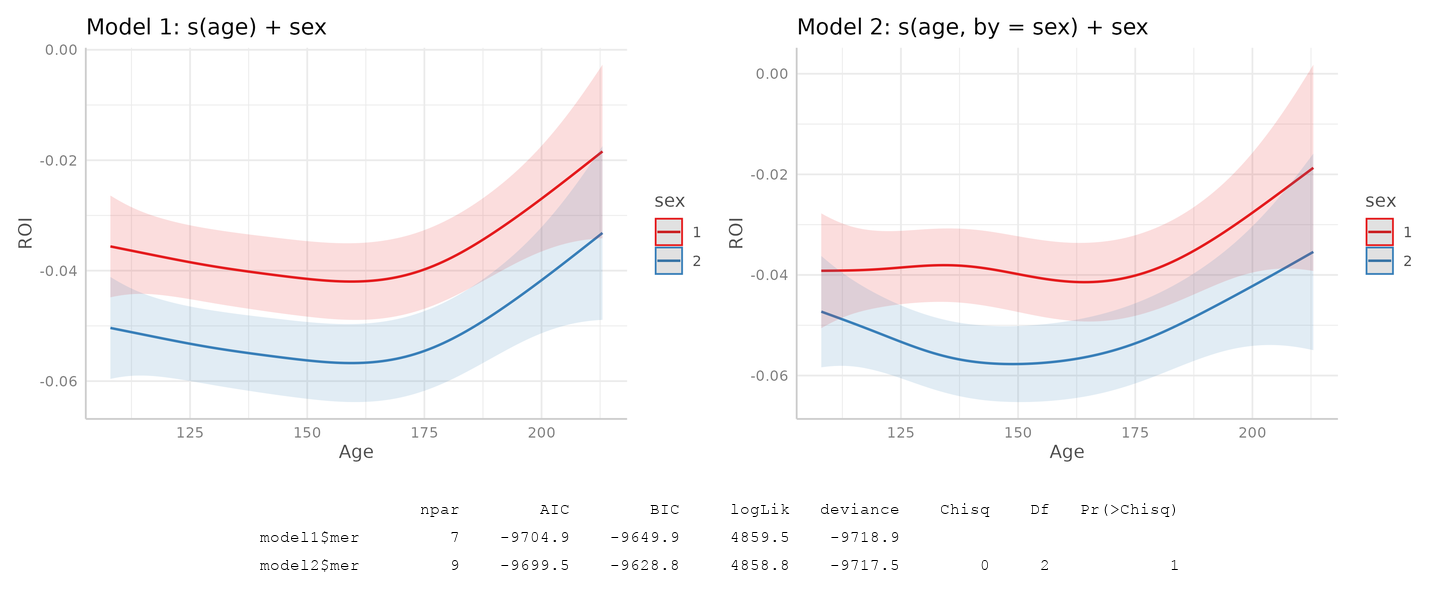 Model 1: s(age) + sex
0.00
-0.02
-0.04
-0.06
ROI
125 150 175 200
Age
sex
1
2
Model 2: s(age, by = sex) + sex
0.00
-0.02
-0.04
-0.06
ROI
125 150 175 200
Age
sex
1
2
npar AIC BIC logLik deviance Chisq Df Pr(>Chisq)
model1$mer 7 -9704.9 -9649.9 4859.5 -9718.9
model2$mer 9 -9699.5 -9628.8 4858.8 -9717.5 0 2 1